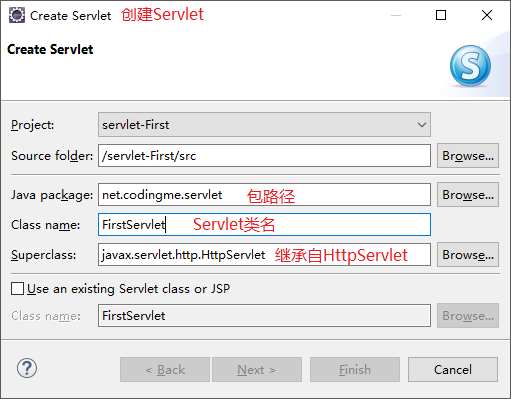 Create Servlet 创建Servlet
Create Servlet
S
Project: servlet-First
Source folder: /servlet-First/src Browse...
Java package: net.codingme.servlet 包路径 Browse...
Class name: FirstServlet Servlet类名
Superclass: javax.servlet.http.HttpServlet 继承自HttpServlet Browse...
Use an existing Servlet class or JSP
Class name: FirstServlet Browse...
? < Back Next > Finish Cancel